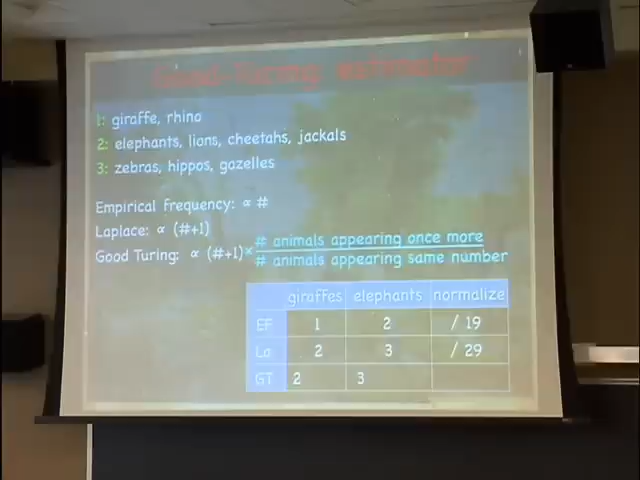 Good-Turing estimator
1: giraffe, rhino
2: elephants, lions, cheetahs, jackals
3: zebras, hippos, gazelles
Empirical frequency: ∝ #
Laplace: ∝ (#+1)
Good Turing: ∝ (#+1)× # animals appearing once more
# animals appearing same number
giraffes elephants normalize
EF 1 2 / 19
La 2 3 / 29
GT 2 3